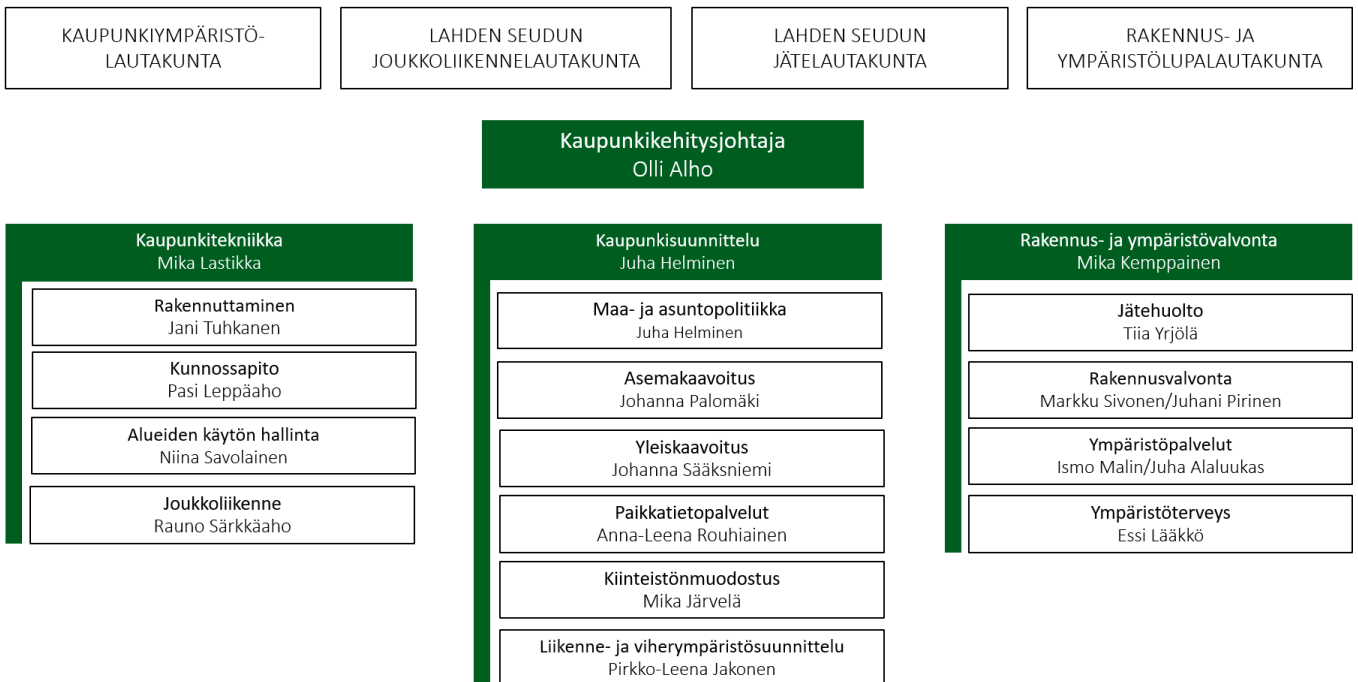 KAUPUNKIYMPÄRISTÖ-
LAUTAKUNTA
LAHDEN SEUDUN
JOUKKOLIIKENNELAUTAKUNTA
LAHDEN SEUDUN
JÄTELAUTAKUNTA
RAKENNUS- JA
YMPÄRISTÖLUPALAUTAKUNTA
Kaupunkikehitysjohtaja
Olli Alho
Kaupunkitekniikka
Mika Lastikka
Rakennuttaminen
Jani Tuhkanen
Kunnossapito
Pasi Leppäaho
Alueiden käytön hallinta
Niina Savolainen
Joukkoliikenne
Rauno Särkkäaho
Kaupunkisuunnittelu
Juha Helminen
Maa- ja asuntopolitiikka
Juha Helminen
Asemakaavoitus
Johanna Palomäki
Yleiskaavoitus
Johanna Sääksniemi
Paikkatietopalvelut
Anna-Leena Rouhiainen
Kiinteistönmuodostus
Mika Järvelä
Liikenne- ja viherympäristösuunnittelu
Pirkko-Leena Jakonen
Rakennus- ja ympäristövalvonta
Mika Kemppainen
Jätehuolto
Tiia Yrjölä
Rakennusvalvonta
Markku Sivonen/Juhani Pirinen
Ympäristöpalvelut
Ismo Malin/Juha Alaluukas
Ympäristöterveys
Essi Lääkkö